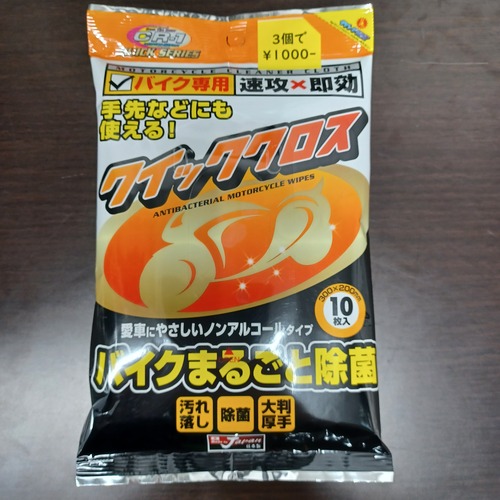 QUICK SERIES
3個で
¥1000-
MOTORCYCLE CLEANER CLOTH
バイク専用
速攻×即効
手先などにも
使える!
クイッククロス
ANTIBACTERIAL MOTORCYCLE WIPES
300×200mm
10
枚入
愛車にやさしいノンアルコールタイプ
バイクまるごと除菌
汚れ
落し
除菌
大判
厚手
Japan
日本製